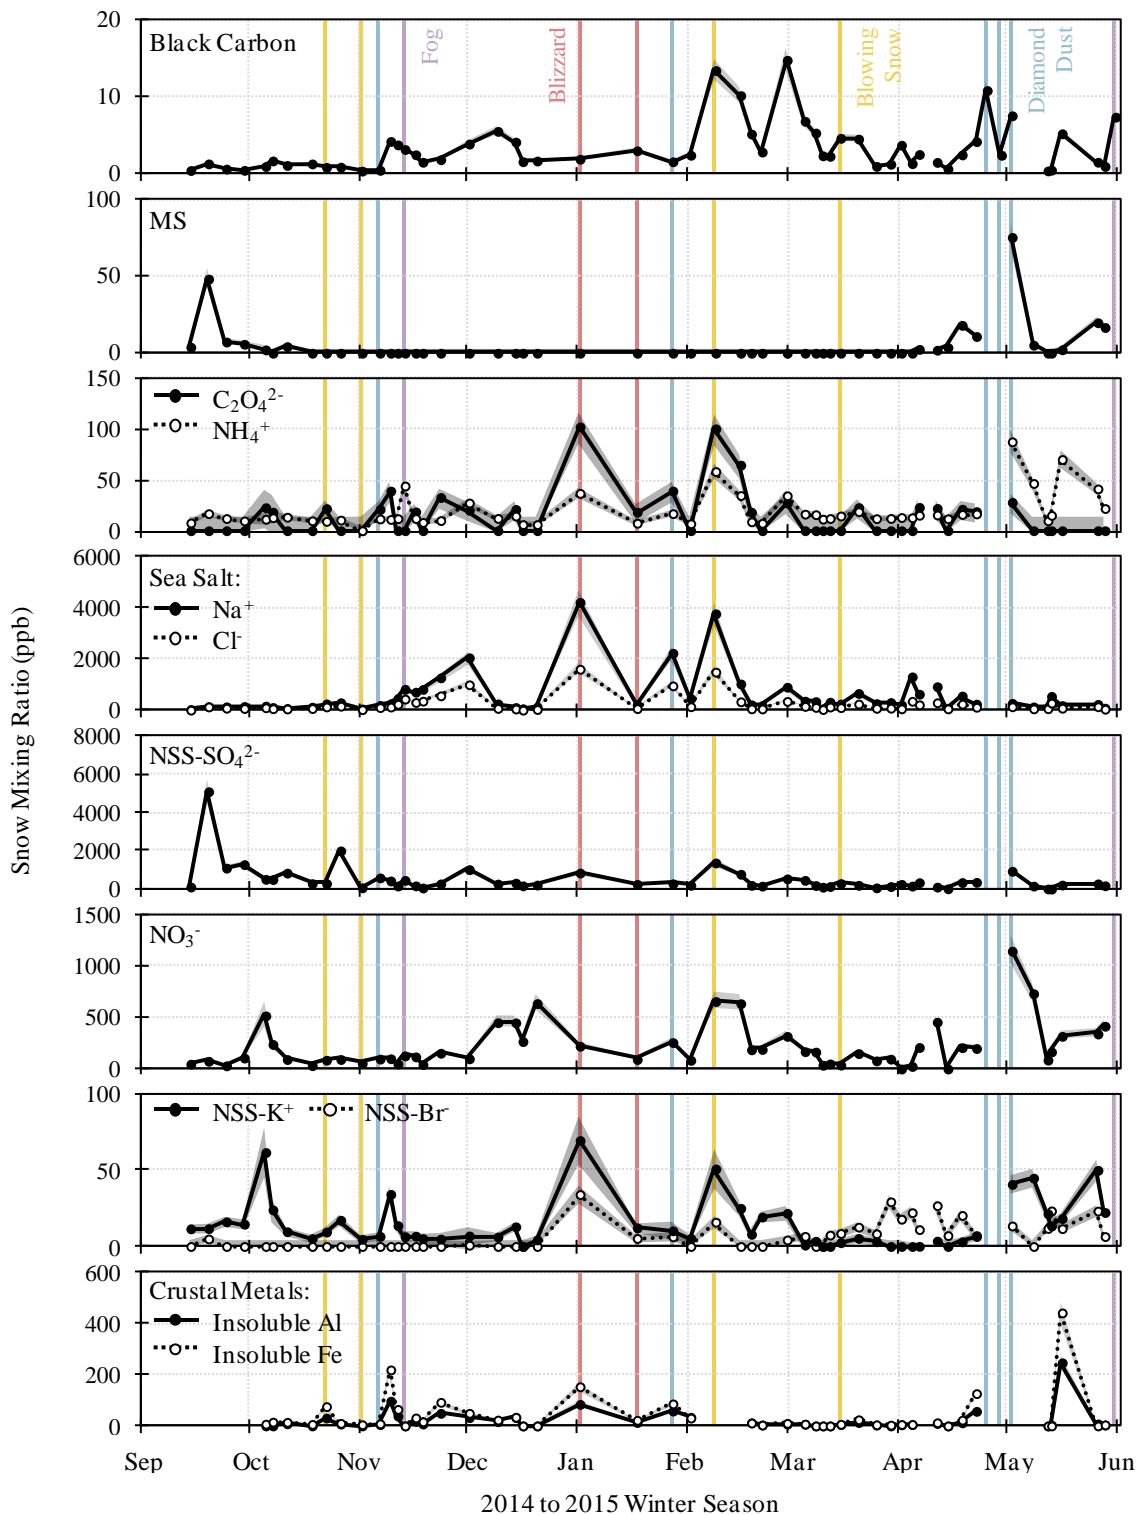 20
Black Carbon
Fog
Blizzard
Blowing
Snow
Diamond
Dust
10
0
100
MS
50
0
150
C₂O₄²⁻
NH₄⁺
100
50
0
6000
Sea Salt:
Na⁺
Cl⁻
4000
2000
0
8000
NSS-SO₄²⁻
6000
4000
2000
0
1500
NO₃⁻
1000
500
0
100
NSS-K⁺ NSS-Br⁻
50
0
600
Crustal Metals:
Insoluble Al
Insoluble Fe
400
200
0
Snow Mixing Ratio (ppb)
Sep Oct Nov Dec Jan Feb Mar Apr May Jun
2014 to 2015 Winter Season